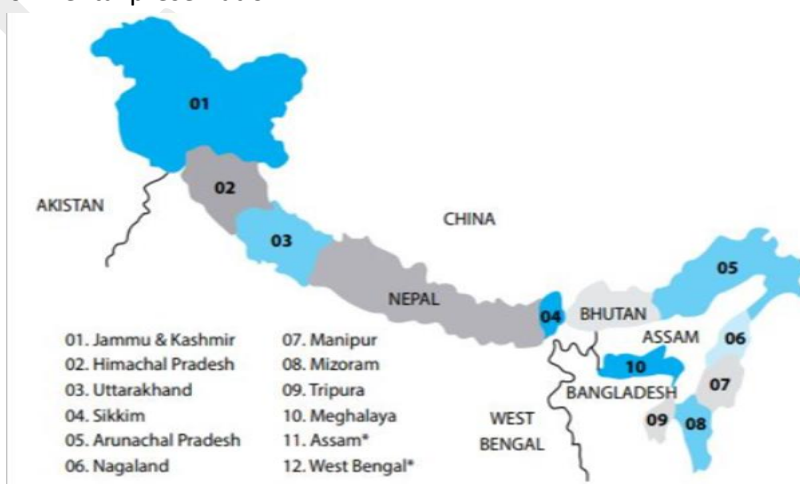 01
02
AKISTAN
CHINA
03
05
NEPAL
04
BHUTAN
ASSAM
06
10
07
BANGLADESH
09
08
WEST
BENGAL
01. Jammu & Kashmir
02. Himachal Pradesh
03. Uttarakhand
04. Sikkim
05. Arunachal Pradesh
06. Nagaland
07. Manipur
08. Mizoram
09. Tripura
10. Meghalaya
11. Assam*
12. West Bengal*